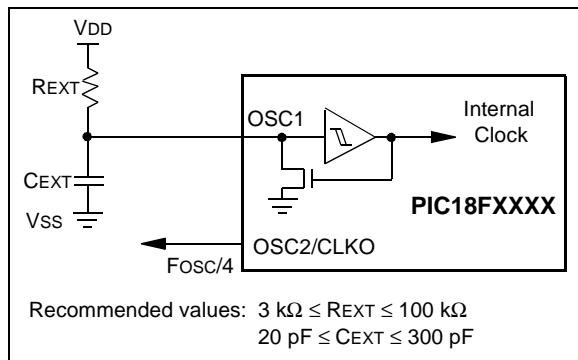 VDD
REXT
OSC1
Internal
Clock
CEXT
PIC18FXXXX
VSS
OSC2/CLKO
FOSC/4
Recommended values: 3 kΩ ≤ REXT ≤ 100 kΩ
20 pF ≤ CEXT ≤ 300 pF